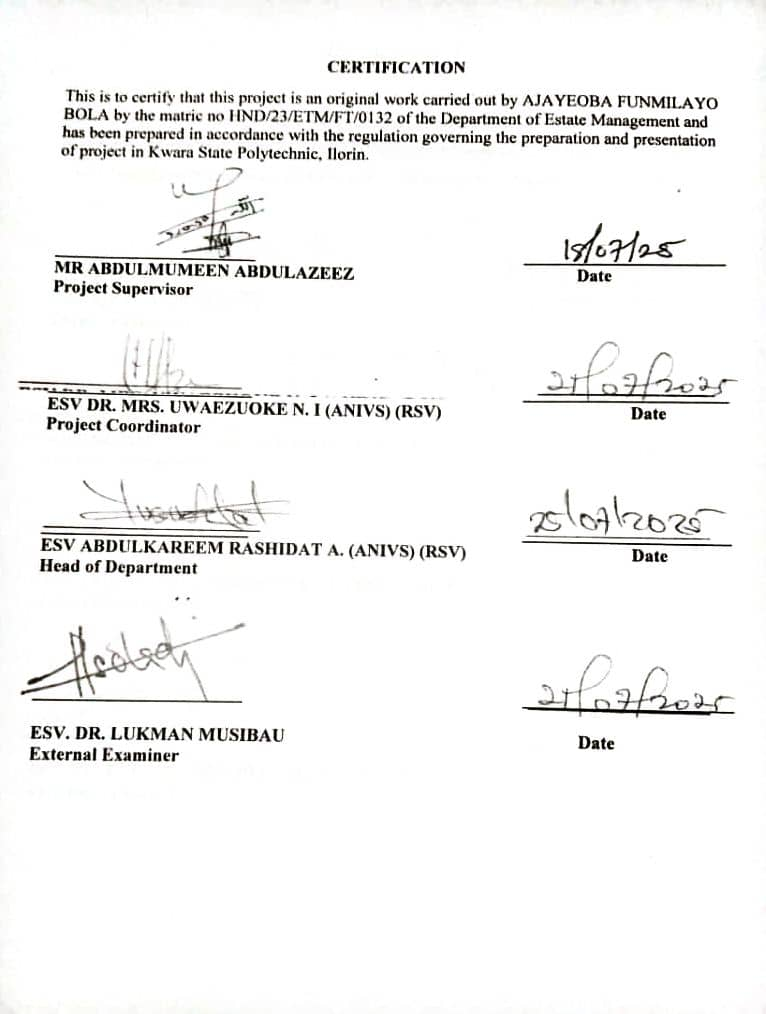 CERTIFICATION
This is to certify that this project is an original work carried out by AJAYEOBA FUNMILAYO
BOLA by the matric no HND/23/ETM/FT/0132 of the Department of Estate Management and
has been prepared in accordance with the regulation governing the preparation and presentation
of project in Kwara State Polytechnic, Ilorin.
18/07/25
MR ABDULMUMEEN ABDULAZEEZ
Date
Project Supervisor
21/07/2025
ESV DR. MRS. UWAEZUOKE N. I (ANIVS) (RSV)
Date
Project Coordinator
25/07/2025
ESV ABDULKAREEM RASHIDAT A. (ANIVS) (RSV)
Date
Head of Department
21/07/2025
ESV. DR. LUKMAN MUSIBAU
Date
External Examiner